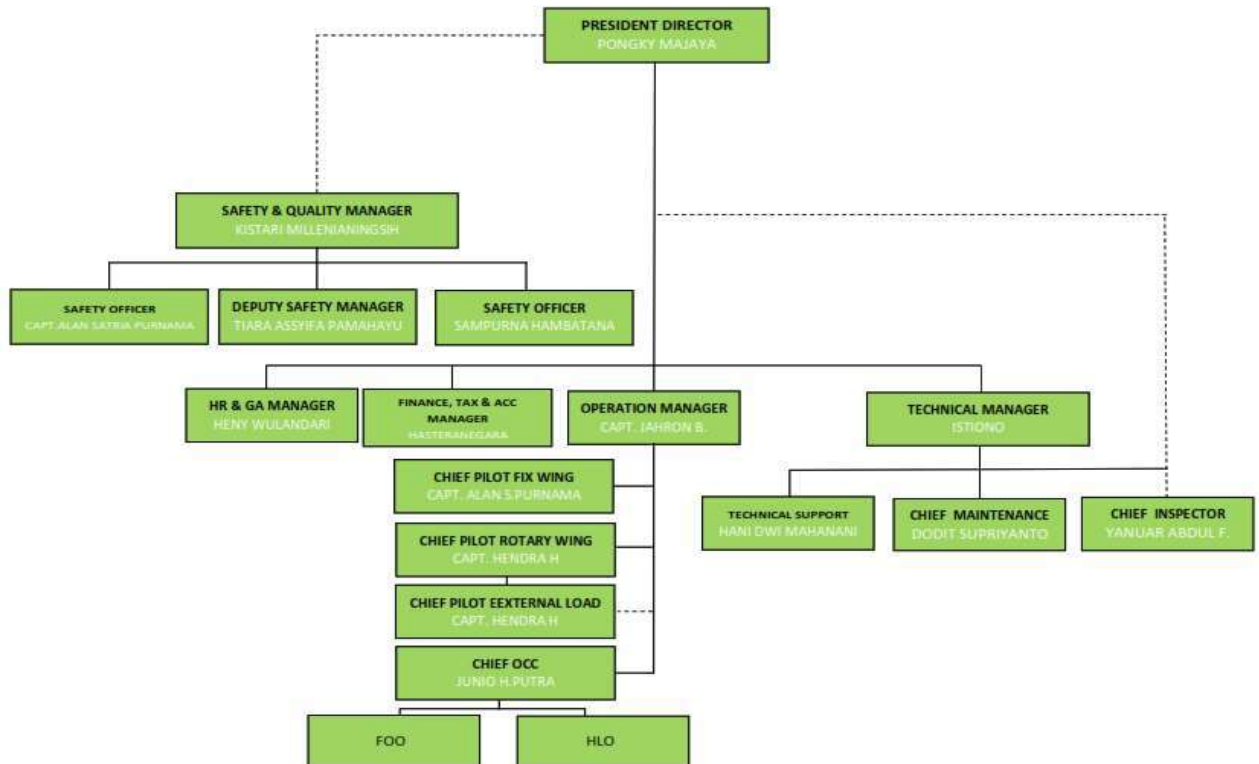 PRESIDENT DIRECTOR
PONGKY MAJAYA
SAFETY & QUALITY MANAGER
KISTARI MILLENIANINGSIH
SAFETY OFFICER
CAPT.ALAN SATRIA PURNAMA
DEPUTY SAFETY MANAGER
TIARA ASSYIFA PAMAHAYU
SAFETY OFFICER
SAMPURNA HAMBATANA
HR & GA MANAGER
HENY WULANDARI
FINANCE, TAX & ACC
MANAGER
HASTERANEGARA
OPERATION MANAGER
CAPT. JAHRON B.
TECHNICAL MANAGER
ISTIONO
CHIEF PILOT FIX WING
CAPT. ALAN S.PURNAMA
CHIEF PILOT ROTARY WING
CAPT. HENDRA H
CHIEF PILOT EEXTERNAL LOAD
CAPT. HENDRA H
CHIEF OCC
JUNIO H.PUTRA
FOO
HLO
TECHNICAL SUPPORT
HANI DWI MAHANANI
CHIEF MAINTENANCE
DODIT SUPRIYANTO
CHIEF INSPECTOR
YANUAR ABDUL F.